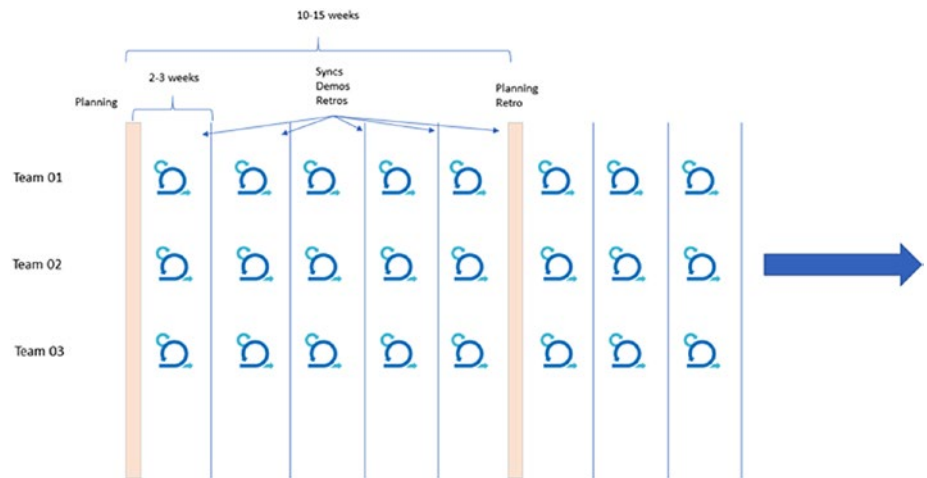 10-15 weeks
2-3 weeks
Syncs
Demos
Retros
Planning
Planning
Retro
Team 01
Team 02
Team 03